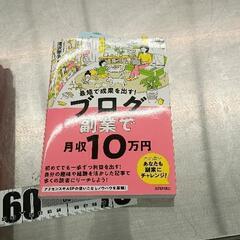 最短で成果を出す!
ブログ
副業で
月収10万円
初めてでも一歩ずつ利益を出す!
自分の趣味や経験を活かした記事で
多くの読者にリーチしよう!
あなたも
副業に
チャレンジ!
60